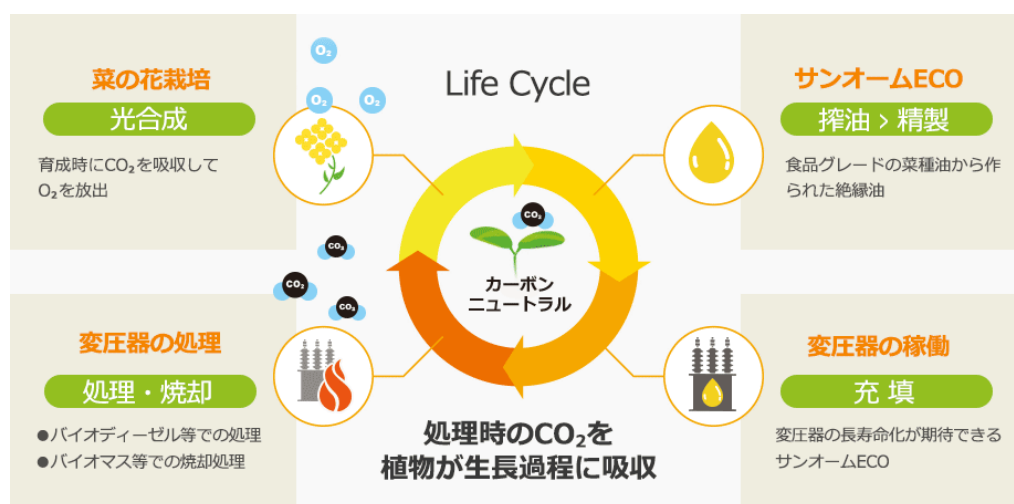 Life Cycle
菜の花栽培
光合成
育成時にCO₂を吸収して
O₂を放出
O₂
O₂
O₂
サンオームECO
搾油 > 精製
食品グレードの菜種油から作
られた絶縁油
CO₂
カーボン
ニュートラル
CO₂
CO₂
CO₂
変圧器の処理
処理・焼却
●バイオディーゼル等での処理
●バイオマス等での焼却処理
変圧器の稼働
充 填
変圧器の長寿命化が期待できる
サンオームECO
処理時のCO₂を
植物が生長過程に吸収